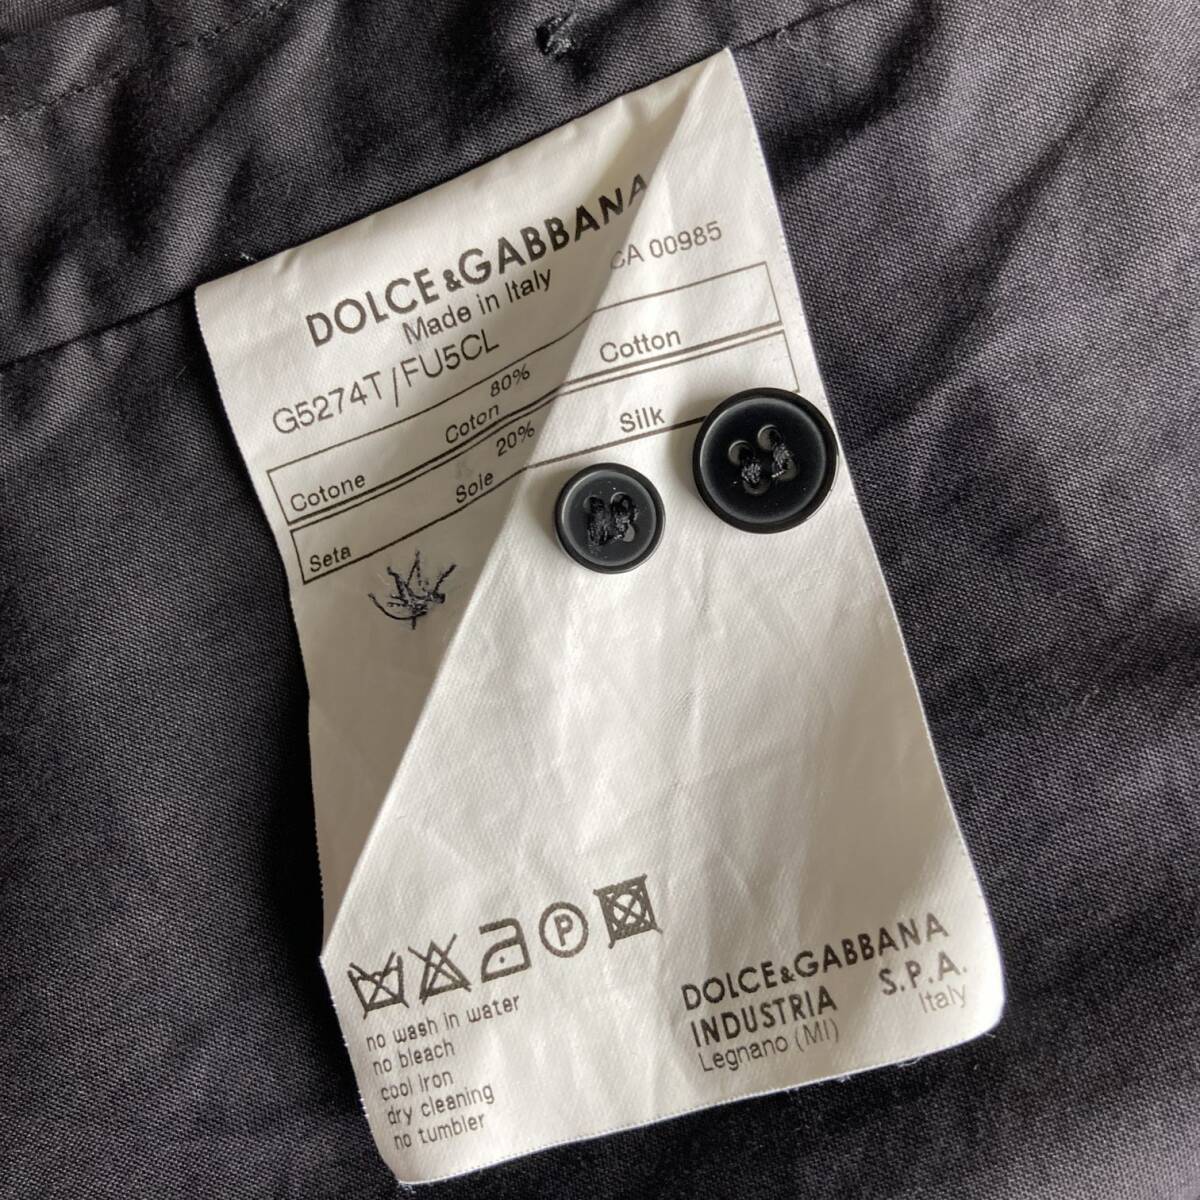 DOLCE&GABBANA
Made in Italy
G5274T/FU5CL
CA 00985
Cotone Coton 80% Cotton
Seta Sole 20% Silk
P
no wash in water
no bleach
cool iron
dry cleaning
no tumbler
DOLCE&GABBANA
INDUSTRIA S.P.A.
Legnano (MI) Italy